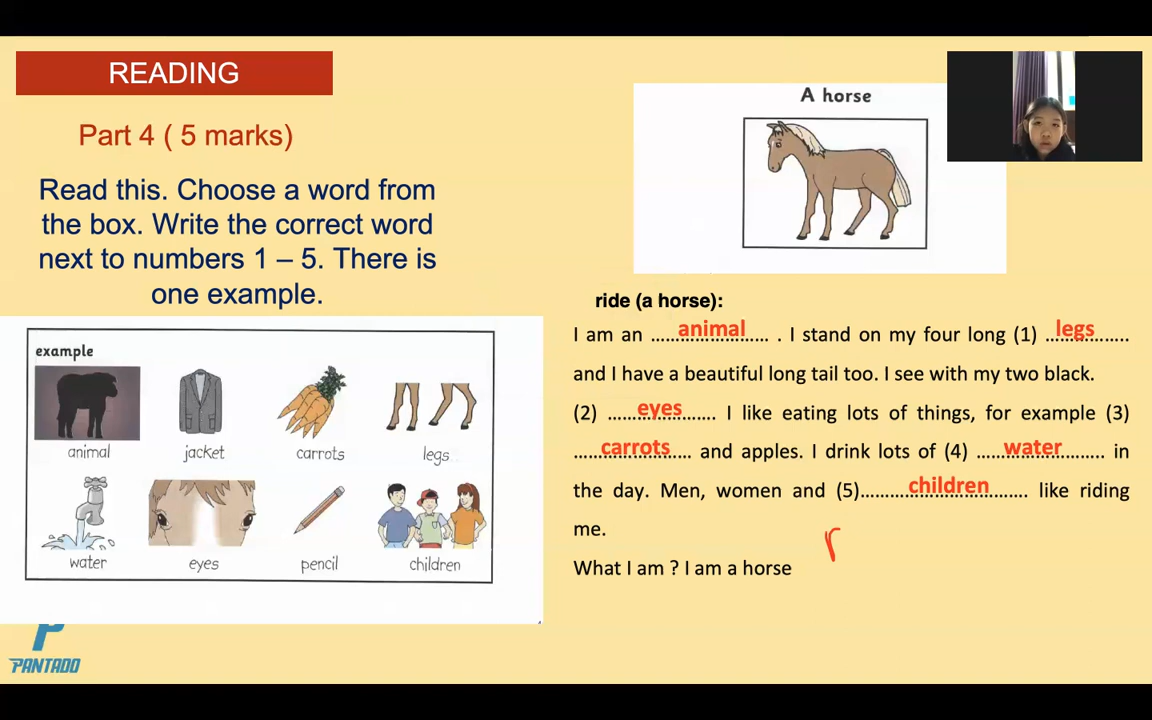 READING
Part 4 ( 5 marks)
Read this. Choose a word from
the box. Write the correct word
next to numbers 1 – 5. There is
one example.
example
animal jacket carrots legs
water eyes pencil children
PANTADO
A horse
ride (a horse):
I am an ......animal...... . I stand on my four long (1) ...legs.....
and I have a beautiful long tail too. I see with my two black.
(2) ......eyes....... I like eating lots of things, for example (3)
.....carrots..... and apples. I drink lots of (4) .....water....... in
the day. Men, women and (5).........children....... like riding
me.
What I am ? I am a horse